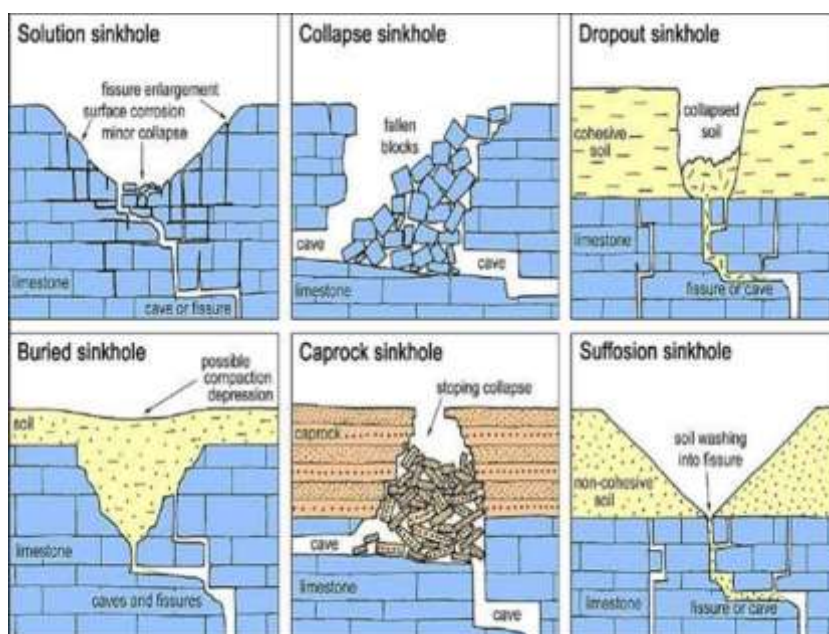 Solution sinkhole
fissure enlargement
surface corrosion
minor collapse
limestone
cave or fissure
Collapse sinkhole
fallen
blocks
cave
cave
limestone
Dropout sinkhole
collapsed
soil
cohesive
soil
limestone
fissure or cave
Buried sinkhole
possible
compaction
depression
soil
limestone
caves and fissures
Caprock sinkhole
stoping collapse
caprock
cave
limestone
cave
Suffosion sinkhole
soil washing
into fissure
non-cohesive
soil
limestone
fissure or cave